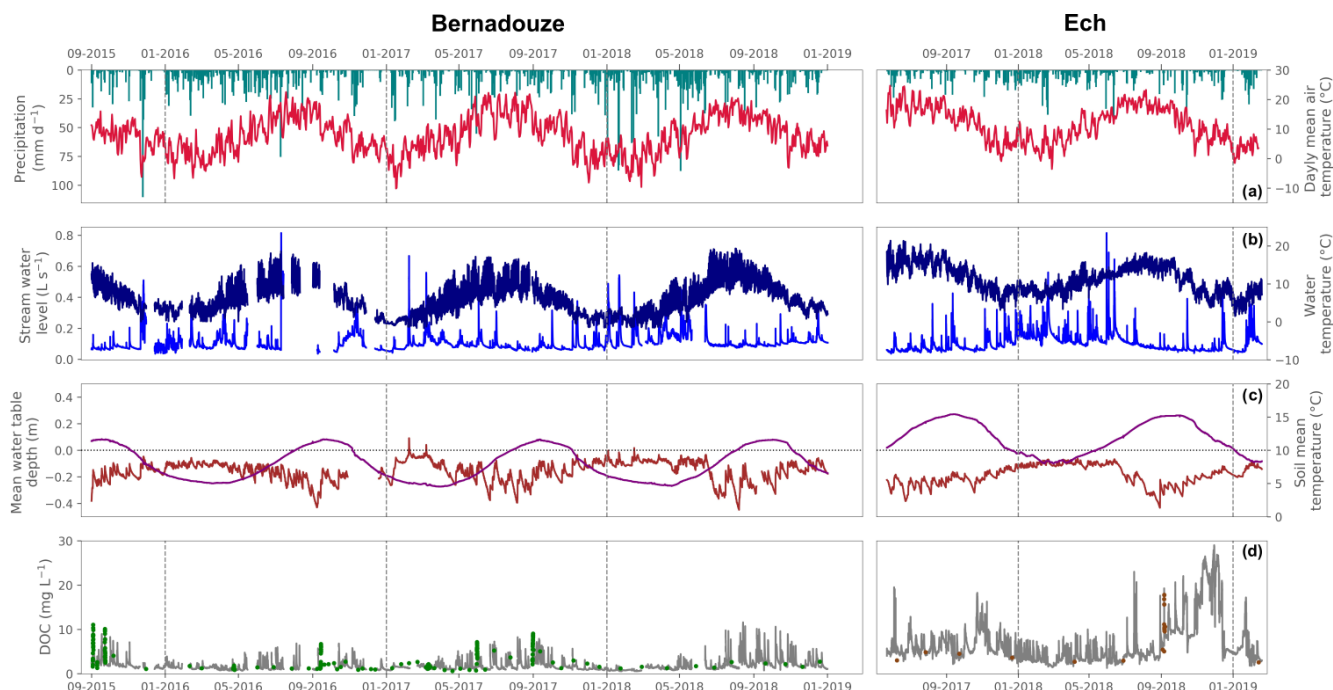 Bernadouze
Ech
09-2015 01-2016 05-2016 09-2016 01-2017 05-2017 09-2017 01-2018 05-2018 09-2018 01-2019
09-2017 01-2018 05-2018 09-2018 01-2019
Precipitation
(mm d⁻¹)
0
25
50
75
100
30
20
10
0
−10
Dayly mean air
temperature (°C)
(a)
Stream water
level (L s⁻¹)
0.8
0.6
0.4
0.2
0.0
20
10
0
−10
Water
temperature (°C)
(b)
Mean water table
depth (m)
0.4
0.2
0.0
−0.2
−0.4
20
15
10
5
0
Soil mean
temperature (°C)
(c)
DOC (mg L⁻¹)
30
20
10
0
(d)
09-2015 01-2016 05-2016 09-2016 01-2017 05-2017 09-2017 01-2018 05-2018 09-2018 01-2019
09-2017 01-2018 05-2018 09-2018 01-2019